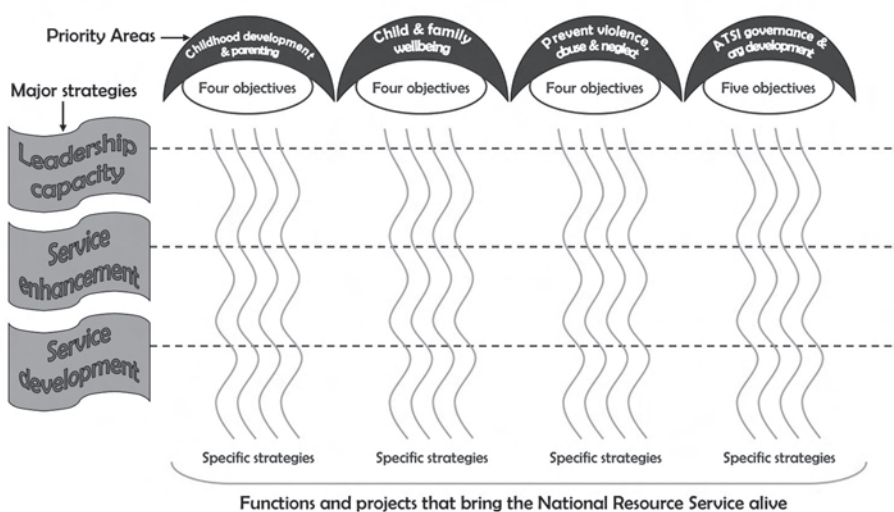 Priority Areas
Childhood development
& parenting
Child & family
wellbeing
Prevent violence,
abuse & neglect
ATSI governance &
org development
Four objectives
Four objectives
Four objectives
Five objectives
Major strategies
Leadership
capacity
Service
enhancement
Service
development
Specific strategies
Specific strategies
Specific strategies
Specific strategies
Functions and projects that bring the National Resource Service alive